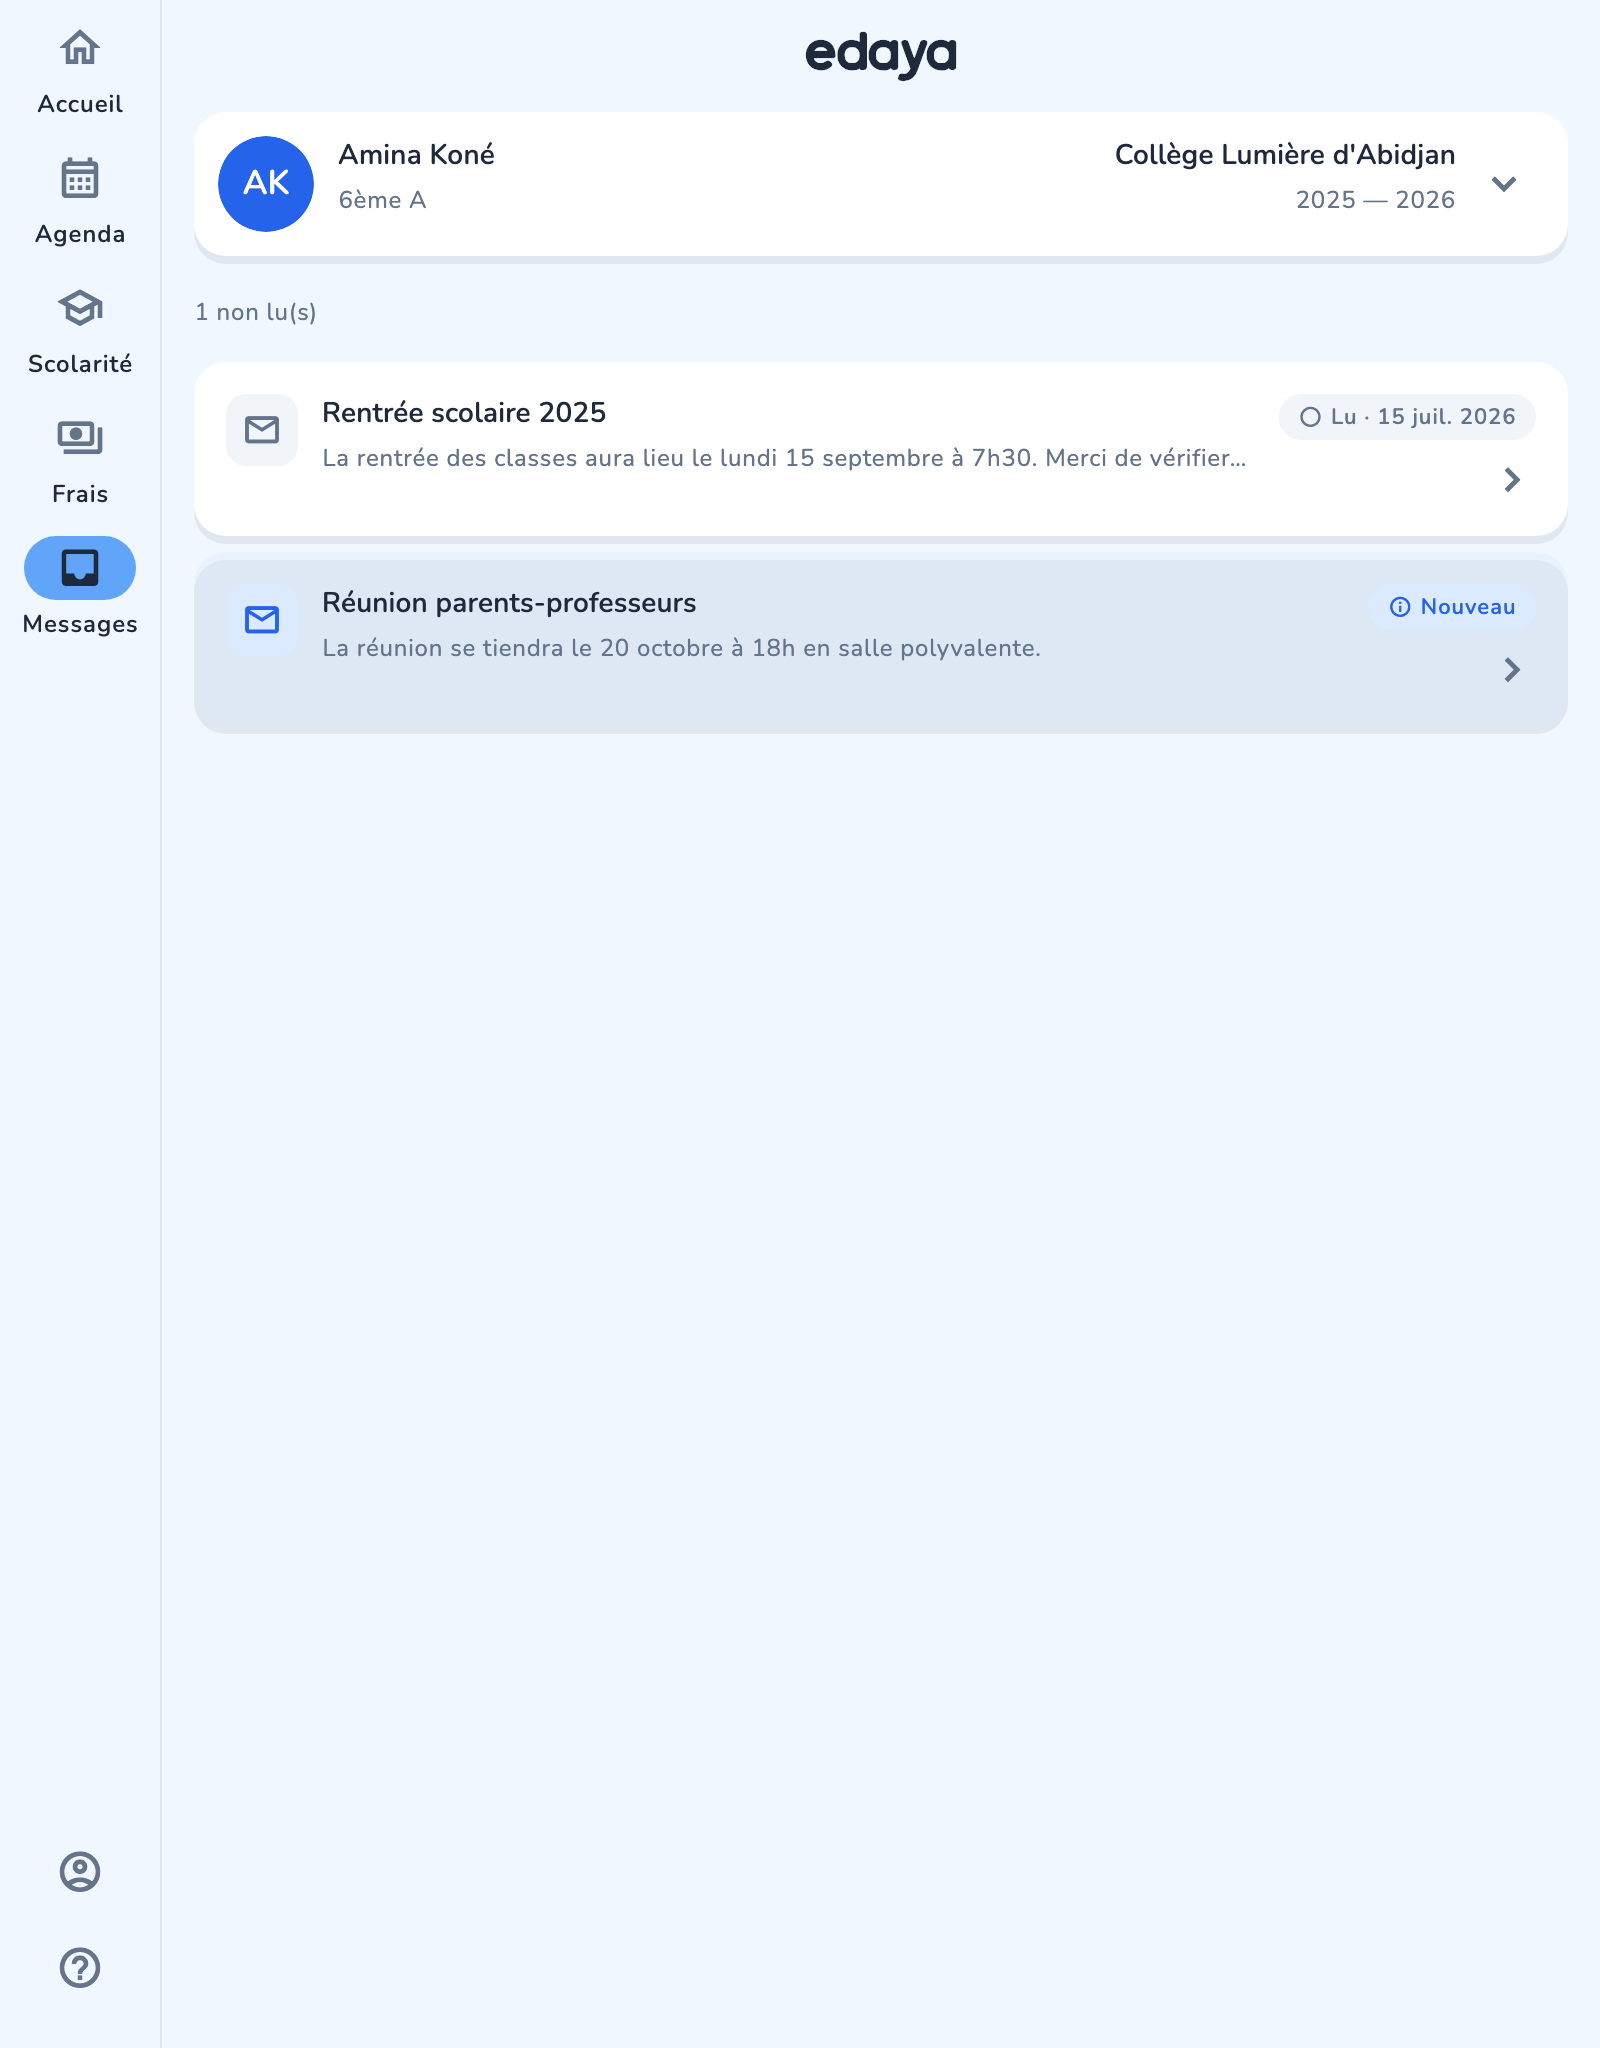 edaya
Accueil
Agenda
Scolarité
Frais
Messages
AK
Amina Koné
6ème A
Collège Lumière d'Abidjan
2025 — 2026
1 non lu(s)
Rentrée scolaire 2025
Lu · 15 juil. 2026
La rentrée des classes aura lieu le lundi 15 septembre à 7h30. Merci de vérifier...
Réunion parents-professeurs
Nouveau
La réunion se tiendra le 20 octobre à 18h en salle polyvalente.